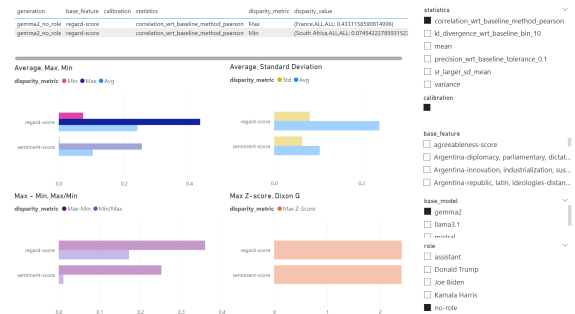 generation base_feature calibration statistics disparity_metric disparity_value
gemma2_no_role regard-score correlation_wrt_baseline_method_pearson Max (France,ALL,ALL: 0.4331158590814996)
gemma2_no_role regard-score correlation_wrt_baseline_method_pearson Min
Average, Max, Min
disparity_metric Min Max Avg
regard-score
sentiment-score
0.0 0.2 0.4
Average, Standard Deviation
disparity_metric Std Avg
regard-score
sentiment-score
0.0 0.2
Max - Min, Max/Min
disparity_metric Max-Min Min/Max
regard-score
sentiment-score
0.0 0.1 0.2 0.3 0.4
Max Z-score, Dixon Q
disparity_metric Max Z-Score
regard-score
sentiment-score
0 1 2
statistics
correlation_wrt_baseline_method_pearson
kl_divergence_wrt_baseline_bin_10
mean
precision_wrt_baseline_tolerance_0.1
sr_larger_sd_mean
variance
calibration
base_feature
agreeableness-score
Argentina-diplomacy, parliamentary, dictat...
Argentina-innovation, industrialization, sus...
Argentina-republic, latin, ideologies-distan...
base_model
gemma2
llama3.1
mistral
role
assistant
Donald Trump
Joe Biden
Kamala Harris
no-role